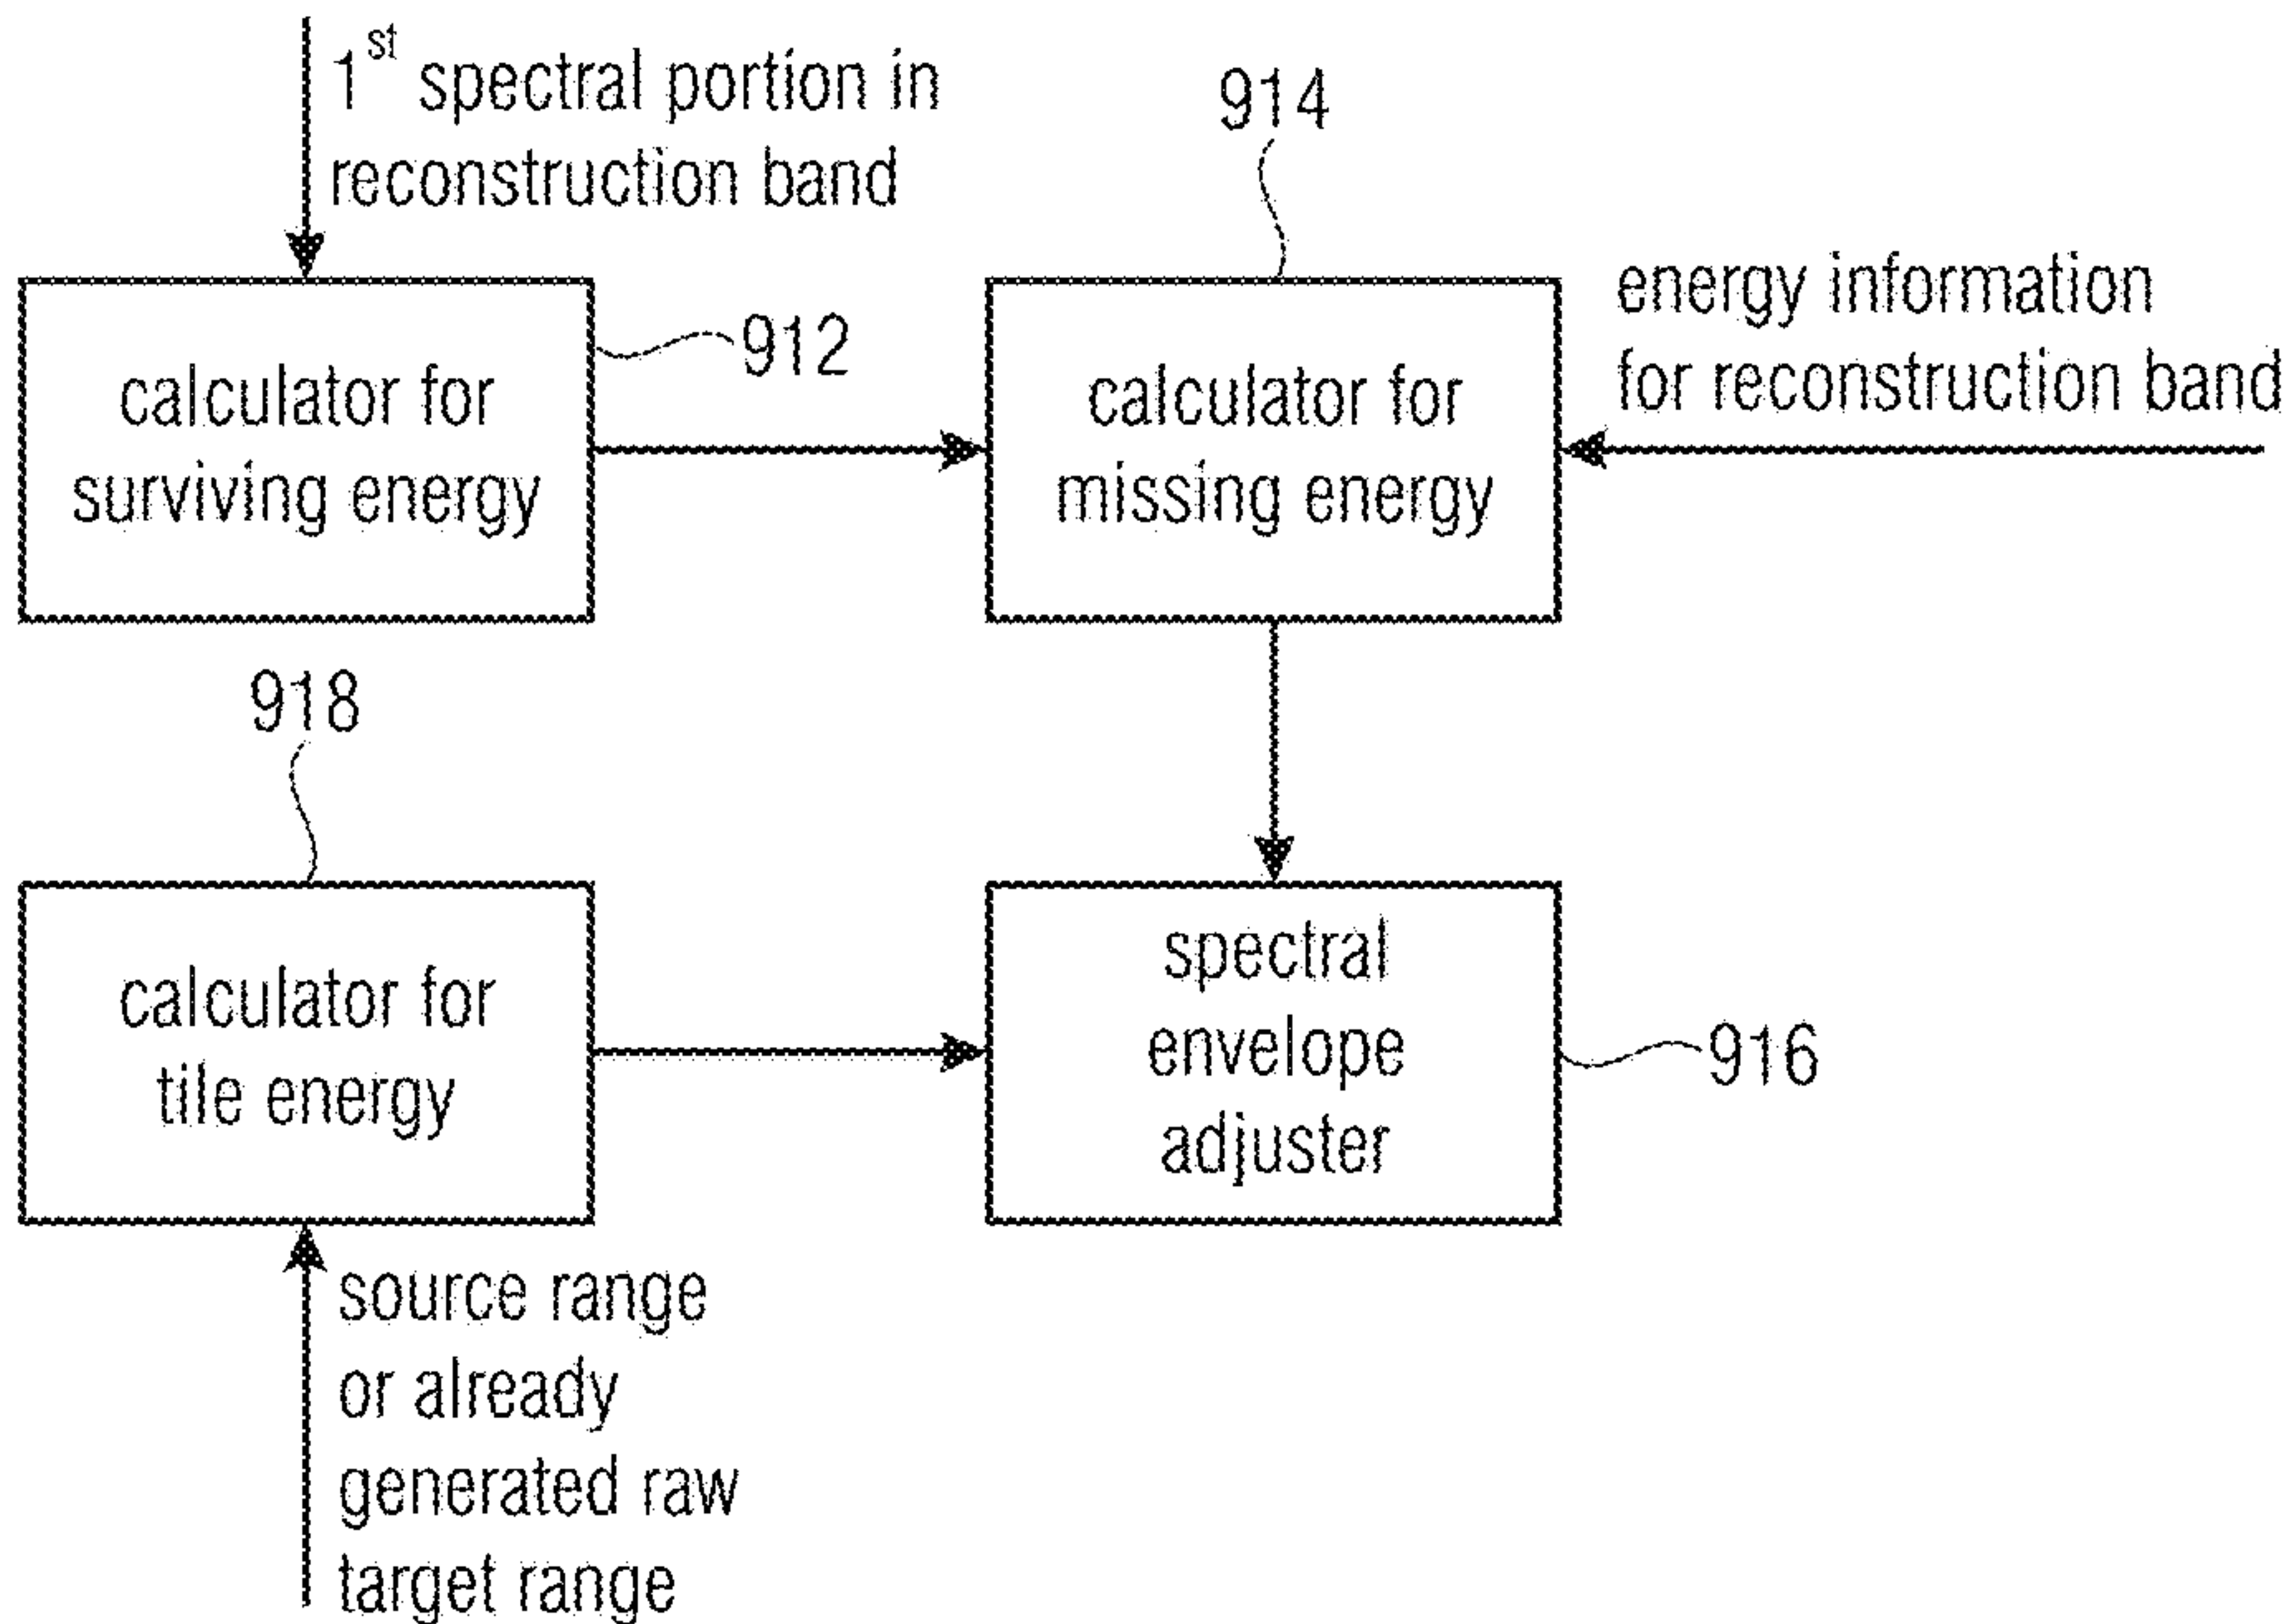 1st spectral portion in
reconstruction band
914
energy information
for reconstruction band
912
calculator for
surviving energy
calculator for
missing energy
918
calculator for
tile energy
spectral
envelope
adjuster
916
source range
or already
generated raw
target range